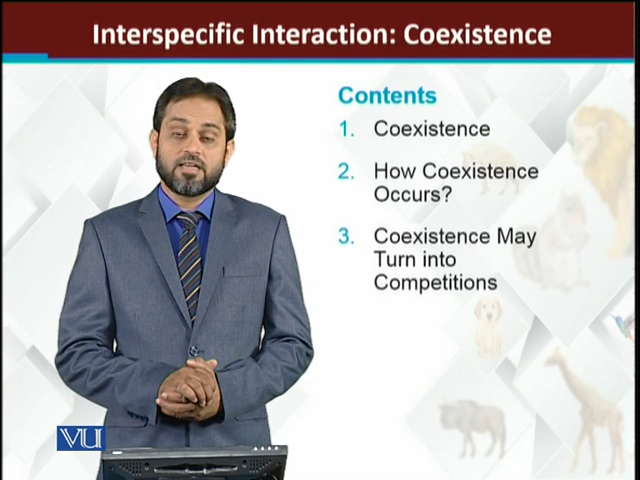 Interspecific Interaction: Coexistence
Contents
1. Coexistence
2. How Coexistence
Occurs?
3. Coexistence May
Turn into
Competitions
VU